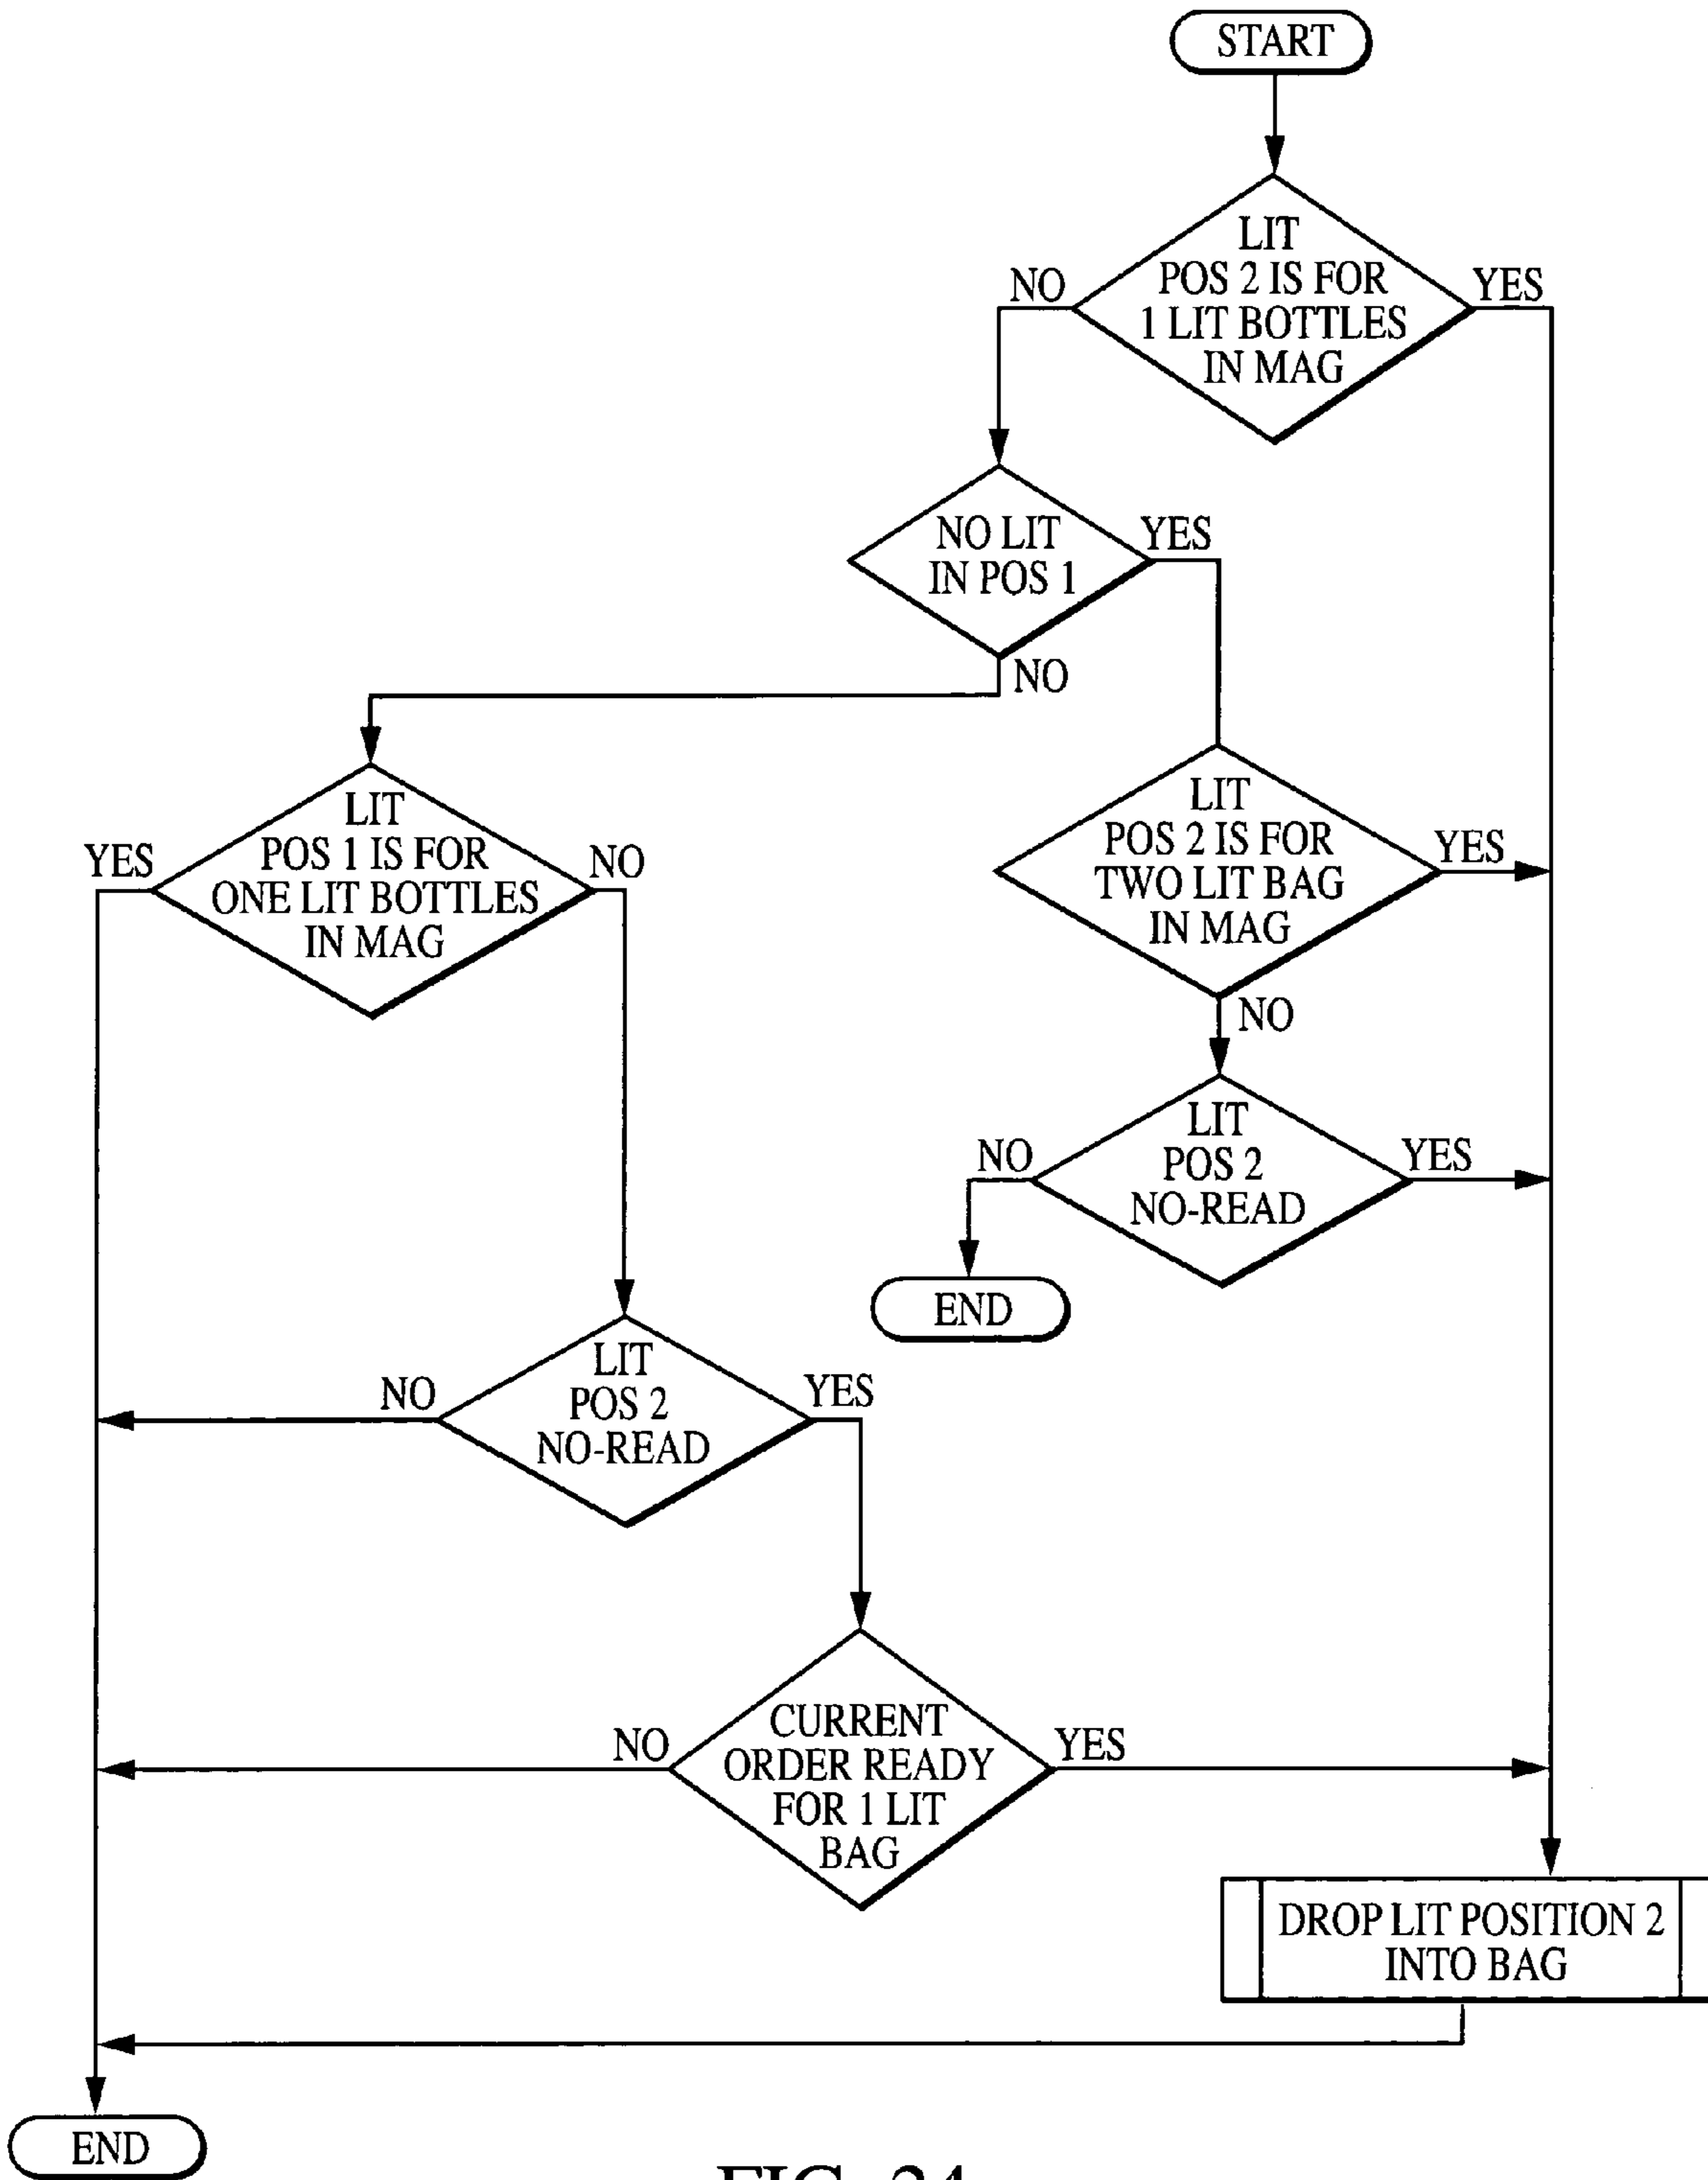 START
LIT
POS 2 IS FOR
1 LIT BOTTLES
IN MAG
NO
YES
NO LIT
IN POS 1
YES
NO
LIT
POS 1 IS FOR
ONE LIT BOTTLES
IN MAG
YES
NO
LIT
POS 2 IS FOR
TWO LIT BAG
IN MAG
YES
NO
LIT
POS 2
NO-READ
NO
YES
END
LIT
POS 2
NO-READ
NO
YES
CURRENT
ORDER READY
FOR 1 LIT
BAG
NO
YES
DROP LIT POSITION 2
INTO BAG
END